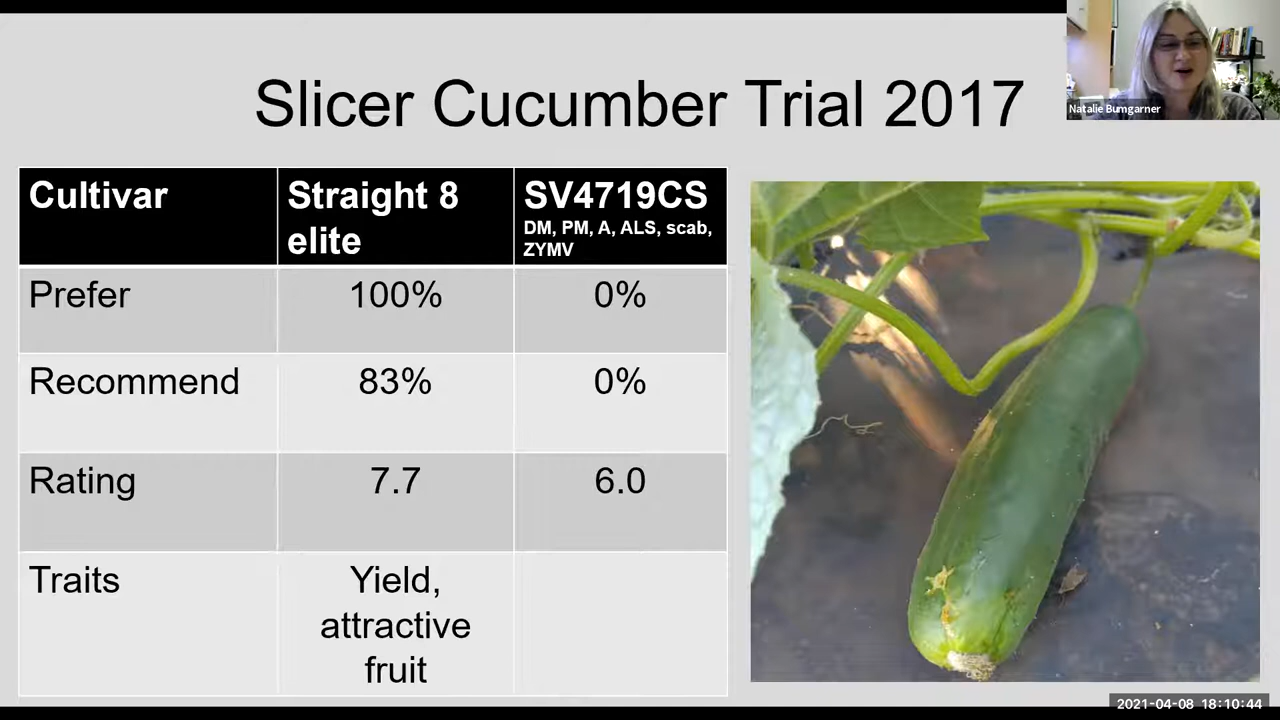 Natalie Bumgarner
Slicer Cucumber Trial 2017
Cultivar
Straight 8
elite
SV4719CS
DM, PM, A, ALS, scab,
ZYMV
Prefer
100%
0%
Recommend
83%
0%
Rating
7.7
6.0
Traits
Yield,
attractive
fruit
2021-04-08 18:10:44